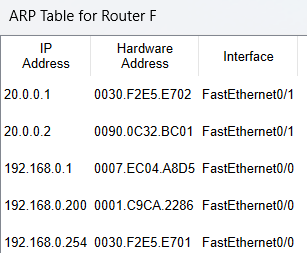 ARP Table for Router F
IP Address Hardware Address Interface
20.0.0.1 0030.F2E5.E702 FastEthernet0/1
20.0.0.2 0090.0C32.BC01 FastEthernet0/1
192.168.0.1 0007.EC04.A8D5 FastEthernet0/0
192.168.0.200 0001.C9CA.2286 FastEthernet0/0
192.168.0.254 0030.F2E5.E701 FastEthernet0/0